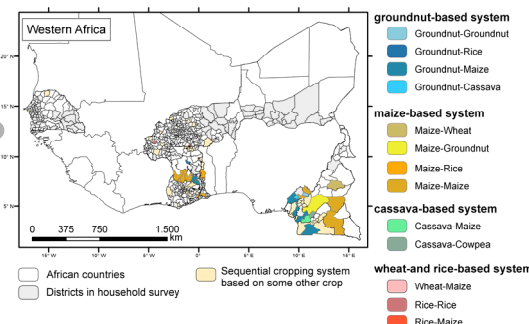 Western Africa
20° N
15° N
10° N
5° N
15° W
10° W
5° W
0°
5° E
10° E
15° E
0 375 750 1.500
km
African countries
Districts in household survey
Sequential cropping system
based on some other crop
groundnut-based system
Groundnut-Groundnut
Groundnut-Rice
Groundnut-Maize
Groundnut-Cassava
maize-based system
Maize-Wheat
Maize-Groundnut
Maize-Rice
Maize-Maize
cassava-based system
Cassava Maize
Cassava-Cowpea
wheat-and rice-based system
Wheat-Maize
Rice-Rice
Rice-Maize